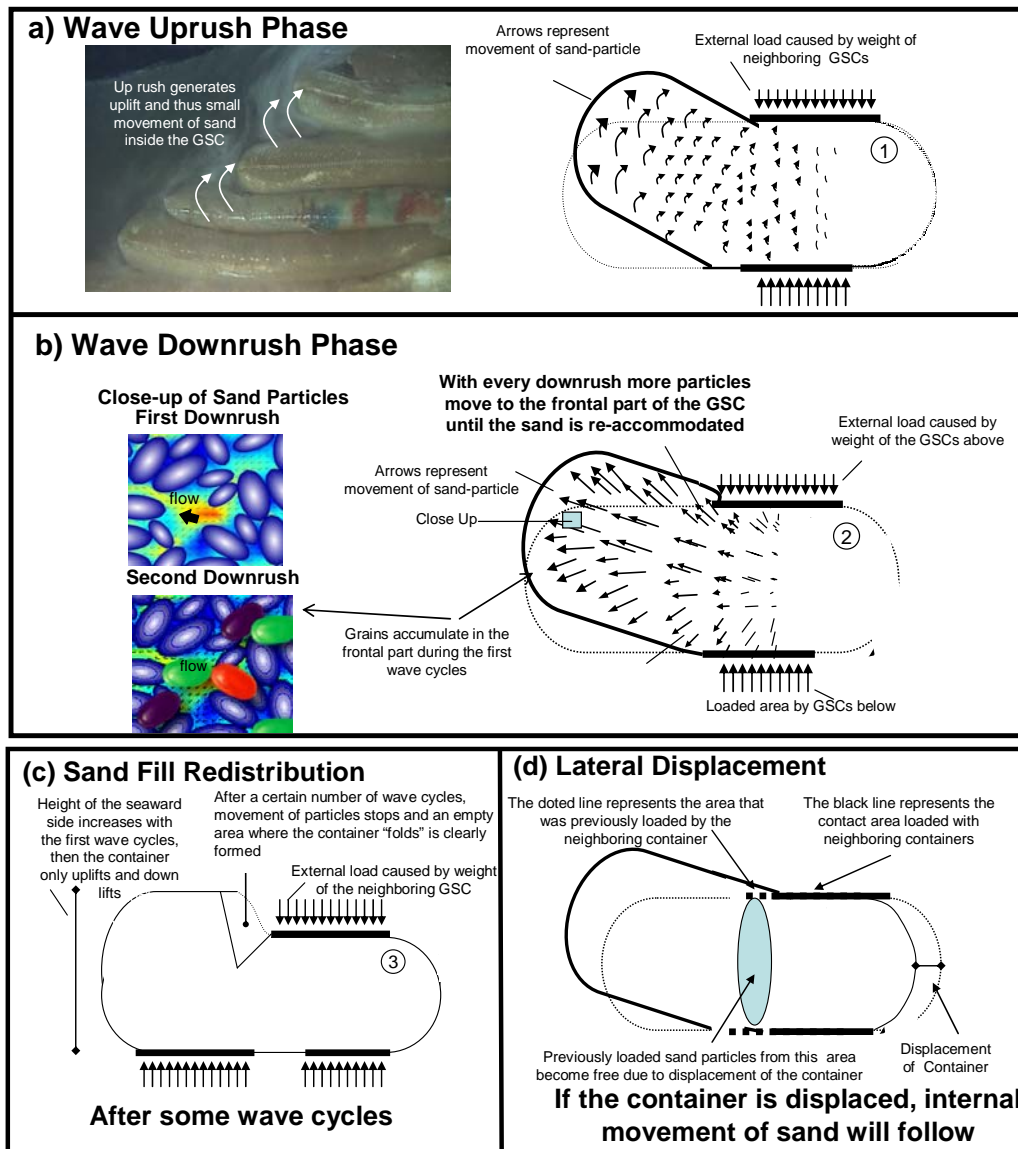 a) Wave Uprush Phase
Up rush generates
uplift and thus small
movement of sand
inside the GSC
Arrows represent
movement of sand-particle
External load caused by weight of
neighboring GSCs
1
b) Wave Downrush Phase
Close-up of Sand Particles
First Downrush
flow
Second Downrush
flow
With every downrush more particles
move to the frontal part of the GSC
until the sand is re-accommodated
Arrows represent
movement of sand-particle
Close Up
External load caused by
weight of the GSCs above
2
Grains accumulate in the
frontal part during the first
wave cycles
Loaded area by GSCs below
(c) Sand Fill Redistribution
Height of the seaward
side increases with
the first wave cycles,
then the container
only uplifts and down
lifts
After a certain number of wave cycles,
movement of particles stops and an empty
area where the container “folds” is clearly
formed
External load caused by weight
of the neighboring GSC
3
After some wave cycles
(d) Lateral Displacement
The doted line represents the area that
was previously loaded by the
neighboring container
The black line represents the
contact area loaded with
neighboring containers
Previously loaded sand particles from this area
become free due to displacement of the container
Displacement
of Container
If the container is displaced, internal
movement of sand will follow